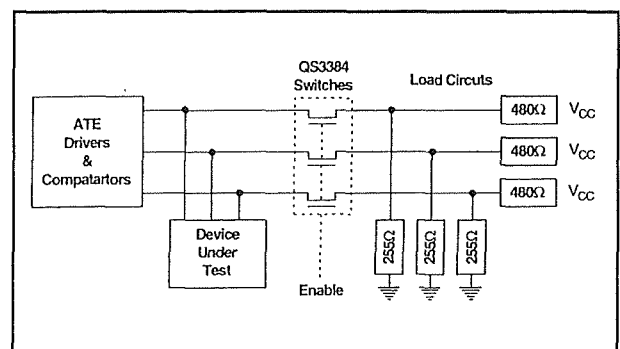 QS3384
Switches
Load Circuts
ATE
Drivers
&
Compatartors
480Ω
VCC
480Ω
VCC
480Ω
VCC
Device
Under
Test
255Ω
255Ω
255Ω
Enable